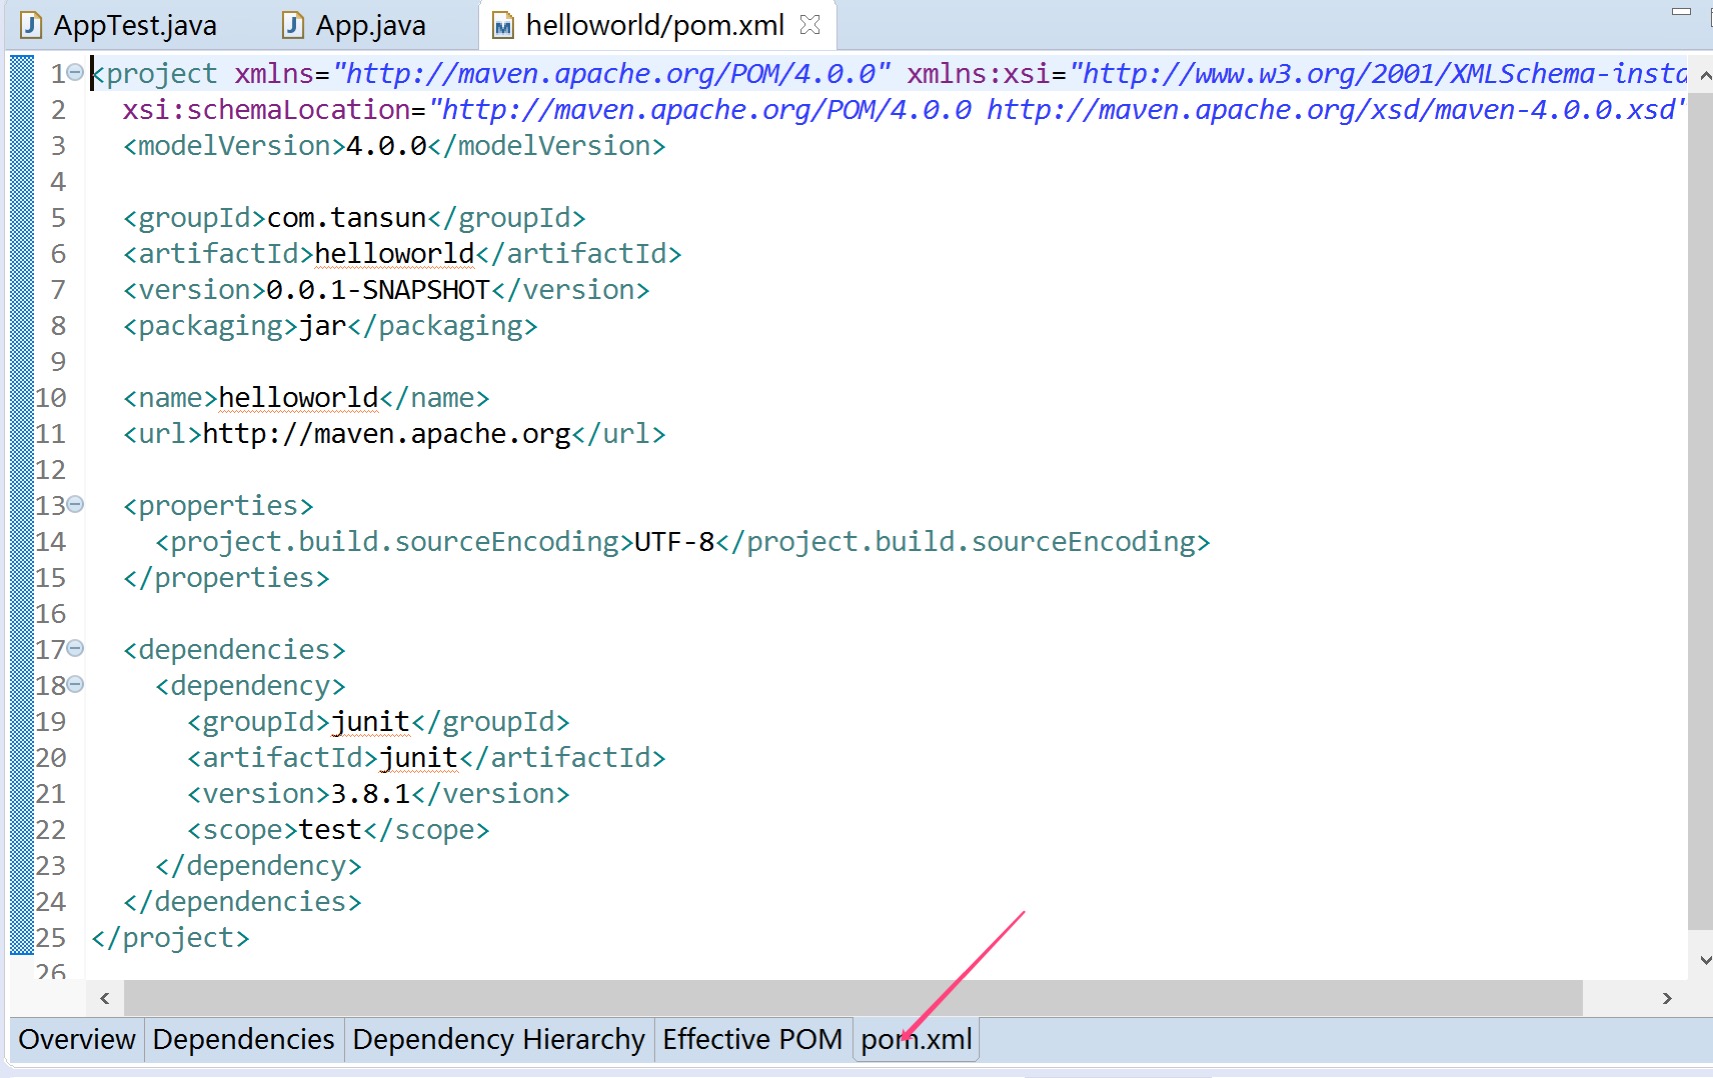 AppTest.java App.java helloworld/pom.xml
1 <project xmlns="http://maven.apache.org/POM/4.0.0" xmlns:xsi="http://www.w3.org/2001/XMLSchema-insta
2 xsi:schemaLocation="http://maven.apache.org/POM/4.0.0 http://maven.apache.org/xsd/maven-4.0.0.xsd"
3 <modelVersion>4.0.0</modelVersion>
4
5 <groupId>com.tansun</groupId>
6 <artifactId>helloworld</artifactId>
7 <version>0.0.1-SNAPSHOT</version>
8 <packaging>jar</packaging>
9
10 <name>helloworld</name>
11 <url>http://maven.apache.org</url>
12
13 <properties>
14 <project.build.sourceEncoding>UTF-8</project.build.sourceEncoding>
15 </properties>
16
17 <dependencies>
18 <dependency>
19 <groupId>junit</groupId>
20 <artifactId>junit</artifactId>
21 <version>3.8.1</version>
22 <scope>test</scope>
23 </dependency>
24 </dependencies>
25 </project>
26
Overview Dependencies Dependency Hierarchy Effective POM pom.xml